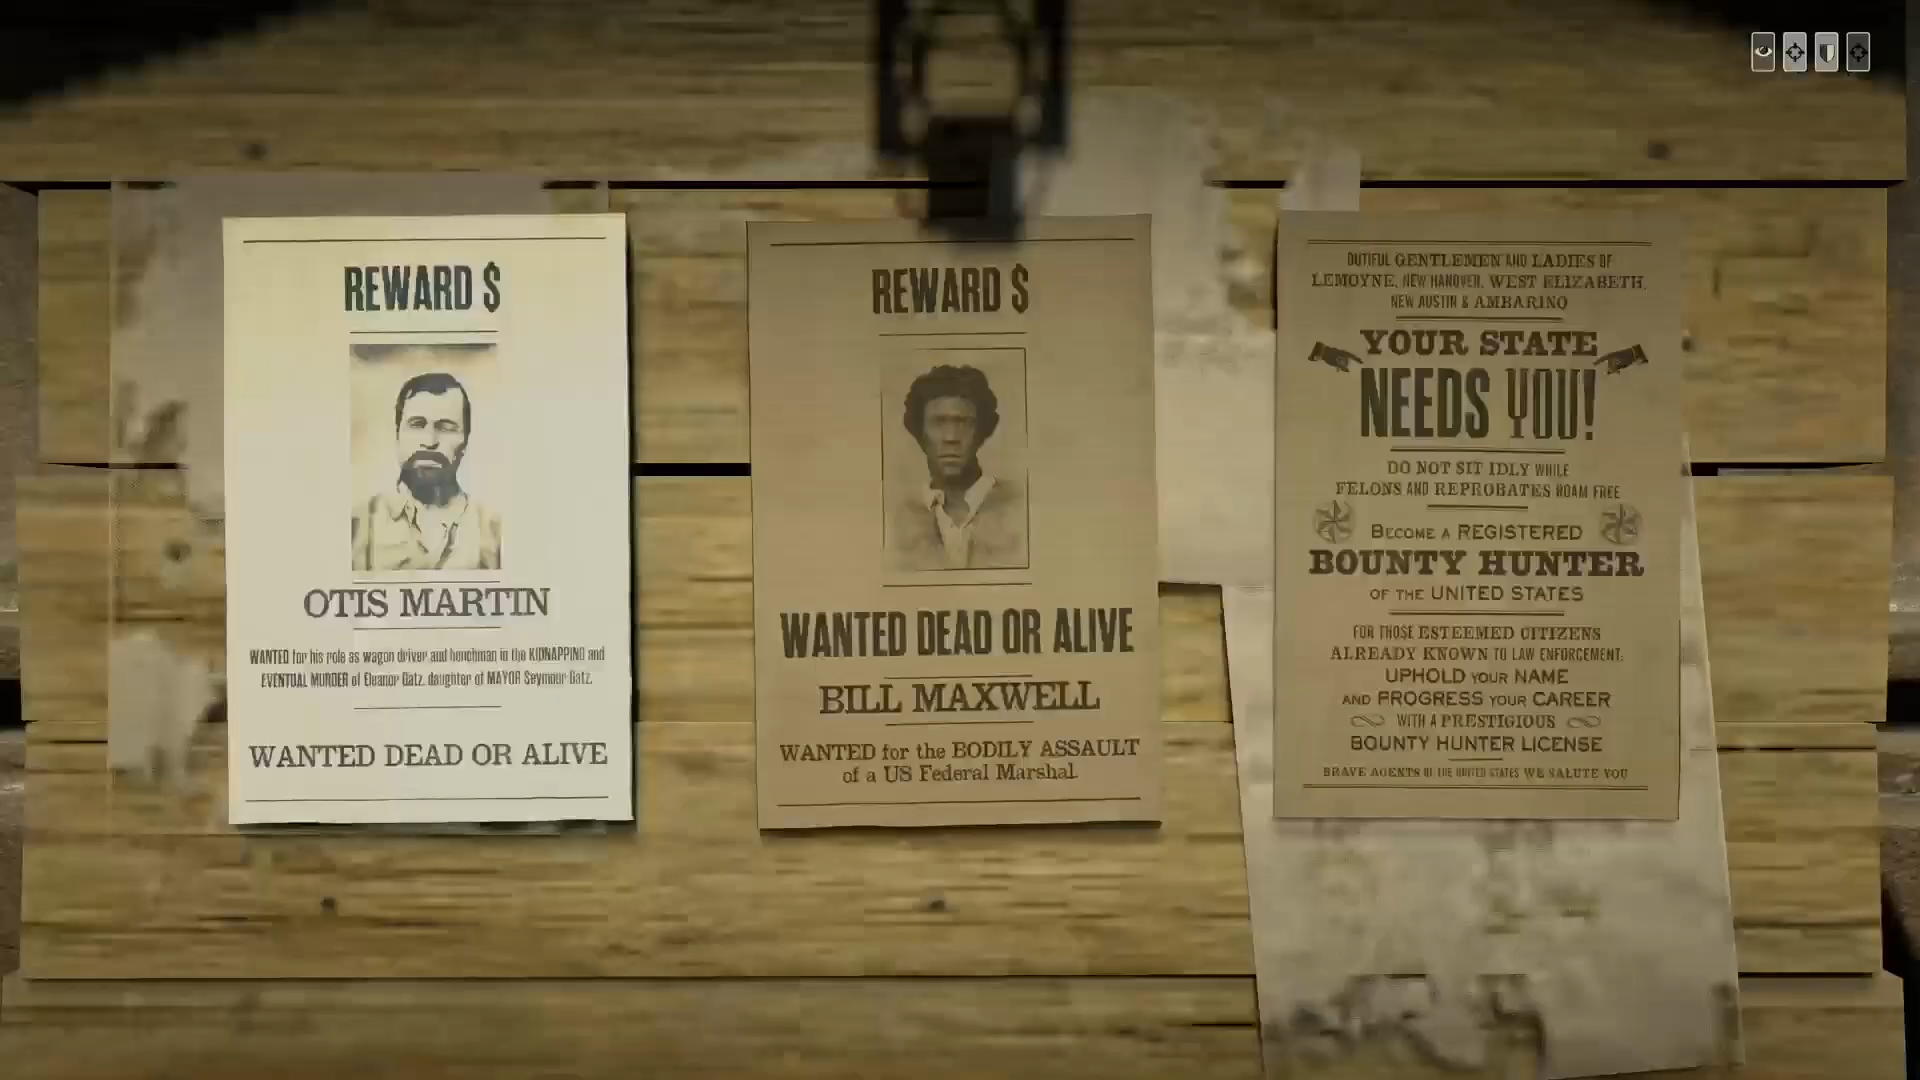 REWARD $
OTIS MARTIN
WANTED for his role as wagon driver and henchman in the KIDNAPPING and
EVENTUAL MURDER of Eleanor Gatz, daughter of MAYOR Seymour Gatz.
WANTED DEAD OR ALIVE
REWARD $
WANTED DEAD OR ALIVE
BILL MAXWELL
WANTED for the BODILY ASSAULT
of a US Federal Marshal
DUTIFUL GENTLEMEN AND LADIES OF
LEMOYNE, NEW HANOVER, WEST ELIZABETH,
NEW AUSTIN & AMBARINO
YOUR STATE
NEEDS YOU!
DO NOT SIT IDLY WHILE
FELONS AND REPROBATES ROAM FREE
BECOME A REGISTERED
BOUNTY HUNTER
OF THE UNITED STATES
FOR THOSE ESTEEMED CITIZENS
ALREADY KNOWN TO LAW ENFORCEMENT:
UPHOLD YOUR NAME
AND PROGRESS YOUR CAREER
WITH A PRESTIGIOUS
BOUNTY HUNTER LICENSE
BRAVE AGENTS OF THE UNITED STATES WE SALUTE YOU